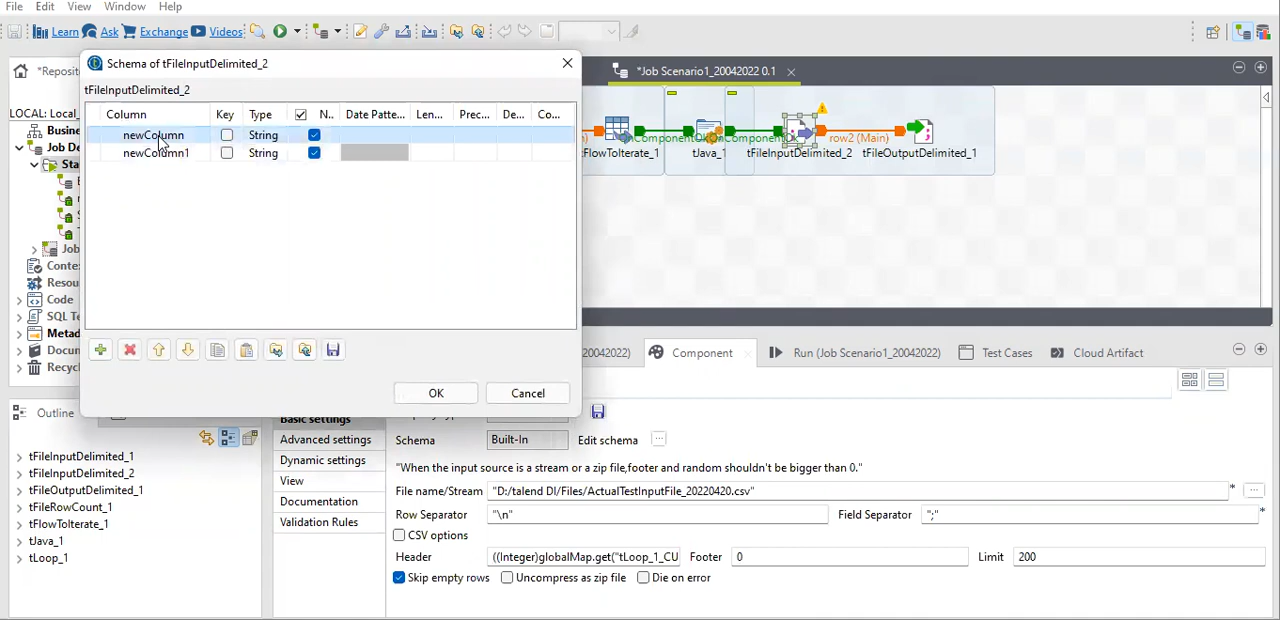 File Edit View Window Help
Learn Ask Exchange Videos
Schema of tFileInputDelimited_2
tFileInputDelimited_2
Column Key Type N.. Date Patte... Len... Prec... De... Co...
newColumn String
newColumn1 String
OK Cancel
*Reposit
LOCAL: Local_
Busine
Job De
Sta
Job
Conte
Resou
Code
SQL Te
Metad
Docum
Recyc
*Job Scenario1_20042022 0.1
row2 (Main)
tFlowToIterate_1 tJava_1 tFileInputDelimited_2 tFileOutputDelimited_1
20042022) Component Run (Job Scenario1_20042022) Test Cases Cloud Artifact
Outline
tFileInputDelimited_1
tFileInputDelimited_2
tFileOutputDelimited_1
tFileRowCount_1
tFlowToIterate_1
tJava_1
tLoop_1
Basic settings
Advanced settings
Dynamic settings
View
Documentation
Validation Rules
Schema Built-In Edit schema ...
"When the input source is a stream or a zip file,footer and random shouldn't be bigger than 0."
File name/Stream "D:/talend DI/Files/ActualTestInputFile_20220420.csv" * ...
Row Separator "\n" Field Separator ";" *
CSV options
Header ((Integer)globalMap.get("tLoop_1_CU Footer 0 Limit 200
Skip empty rows Uncompress as zip file Die on error